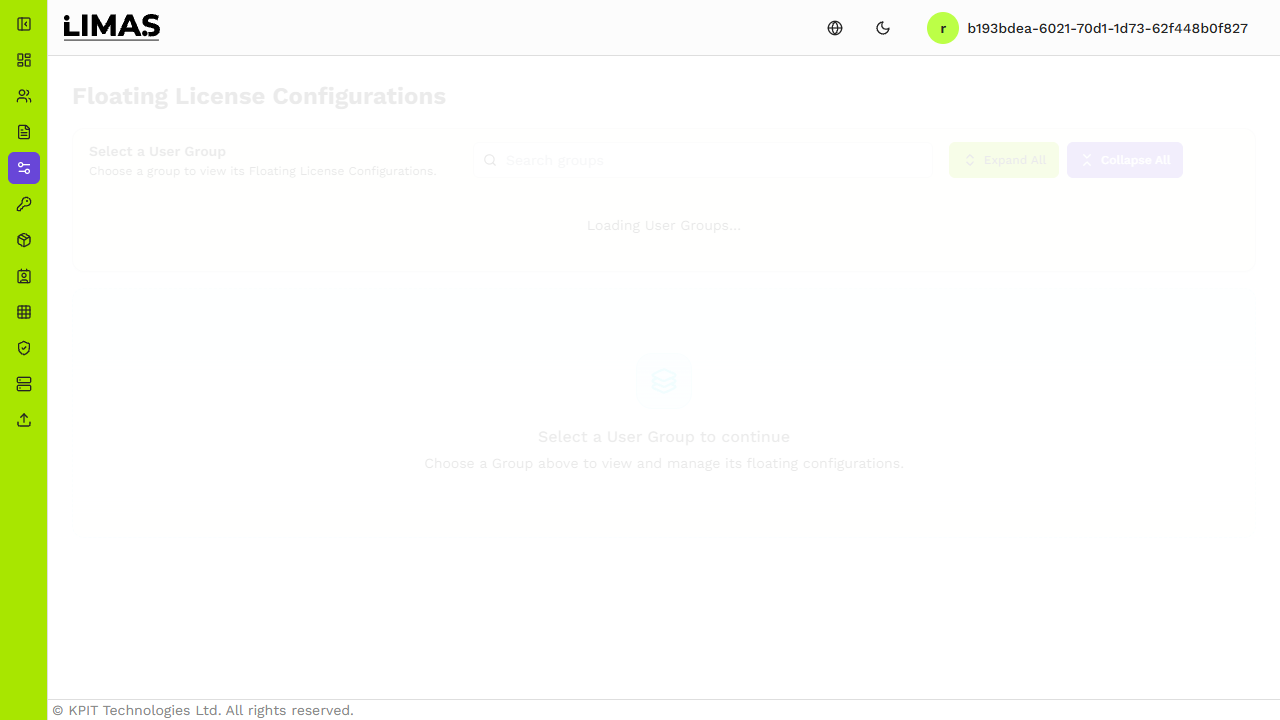 iLIMAS
r
b193bdea-6021-70d1-1d73-62f448b0f827
Floating License Configurations
Select a User Group
Choose a group to view its Floating License Configurations.
Search groups
Expand All
Collapse All
Loading User Groups...
Select a User Group to continue
Choose a Group above to view and manage its floating configurations.
© KPIT Technologies Ltd. All rights reserved.